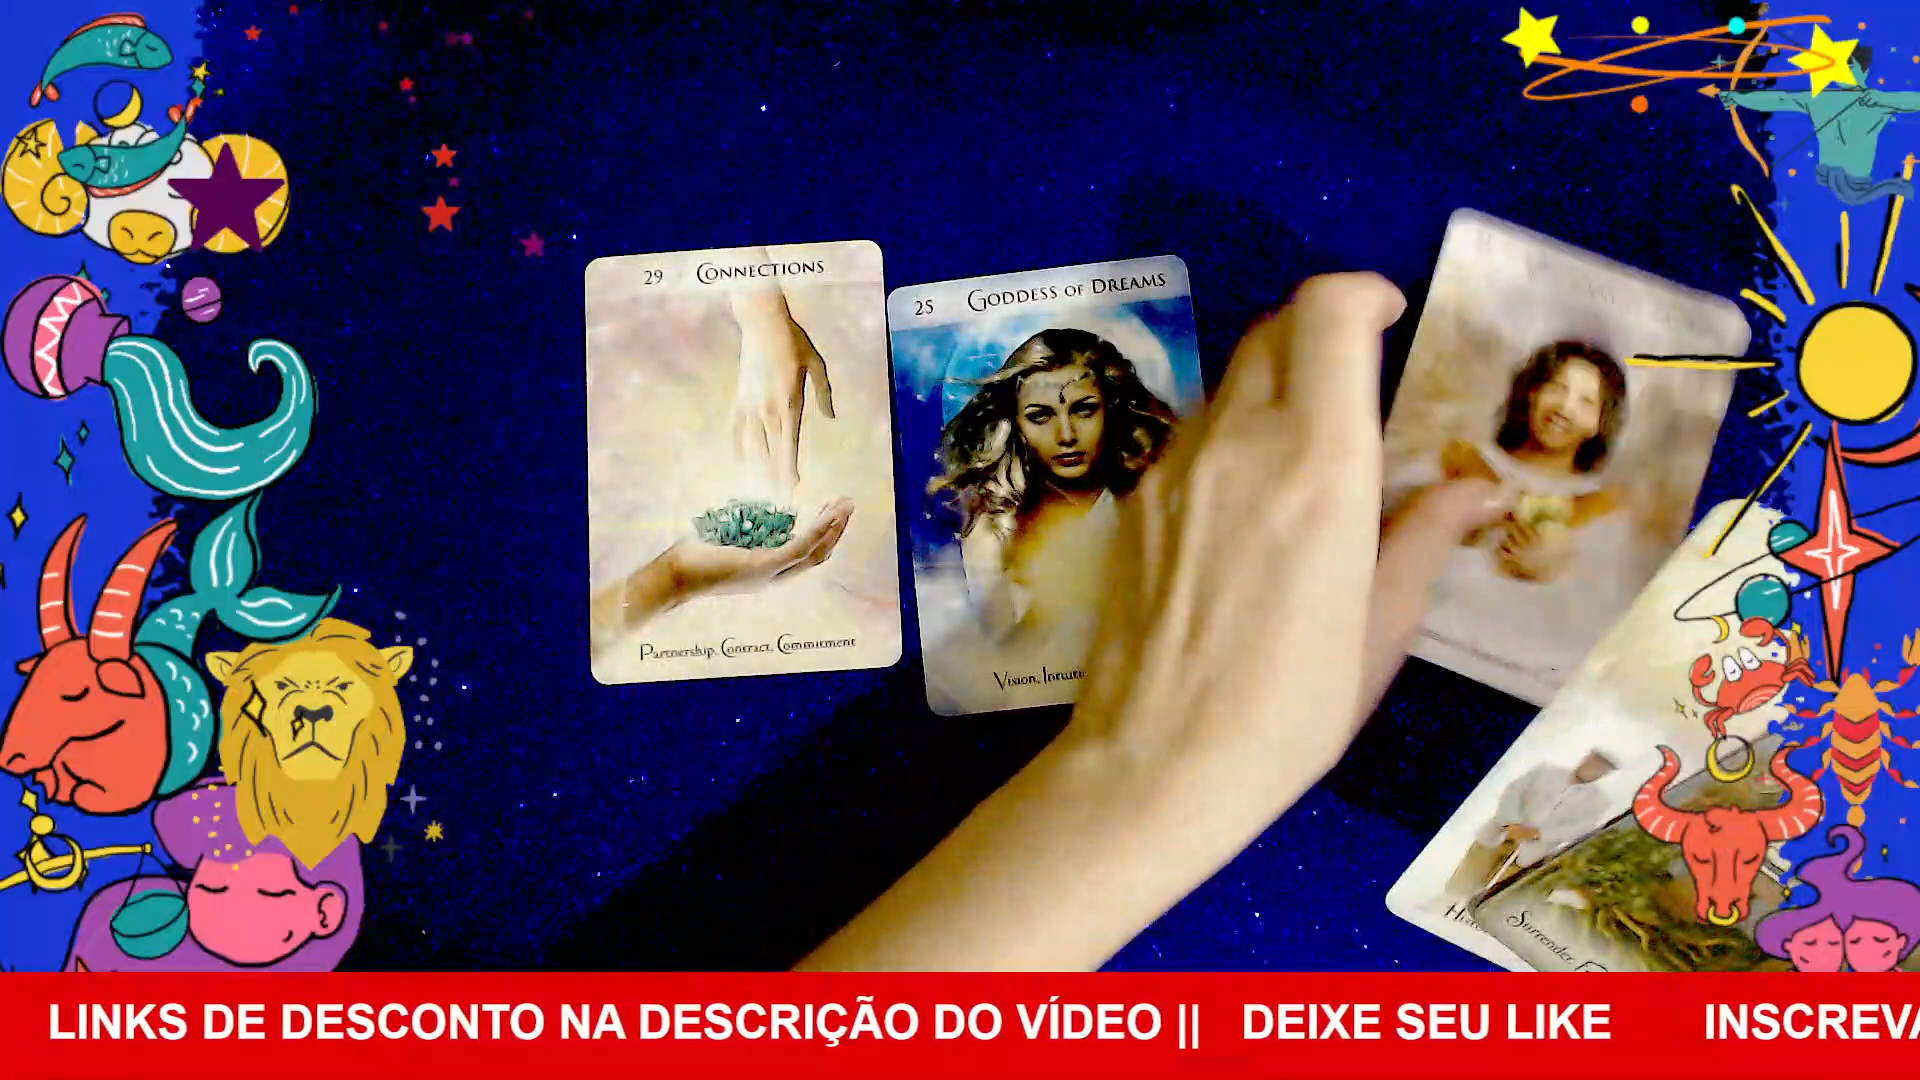 29 CONNECTIONS
Partnership, Contract, Commitment
25 GODDESS OF DREAMS
Vision,
Surrender,
LINKS DE DESCONTO NA DESCRIÇÃO DO VÍDEO || DEIXE SEU LIKE INSCREVA